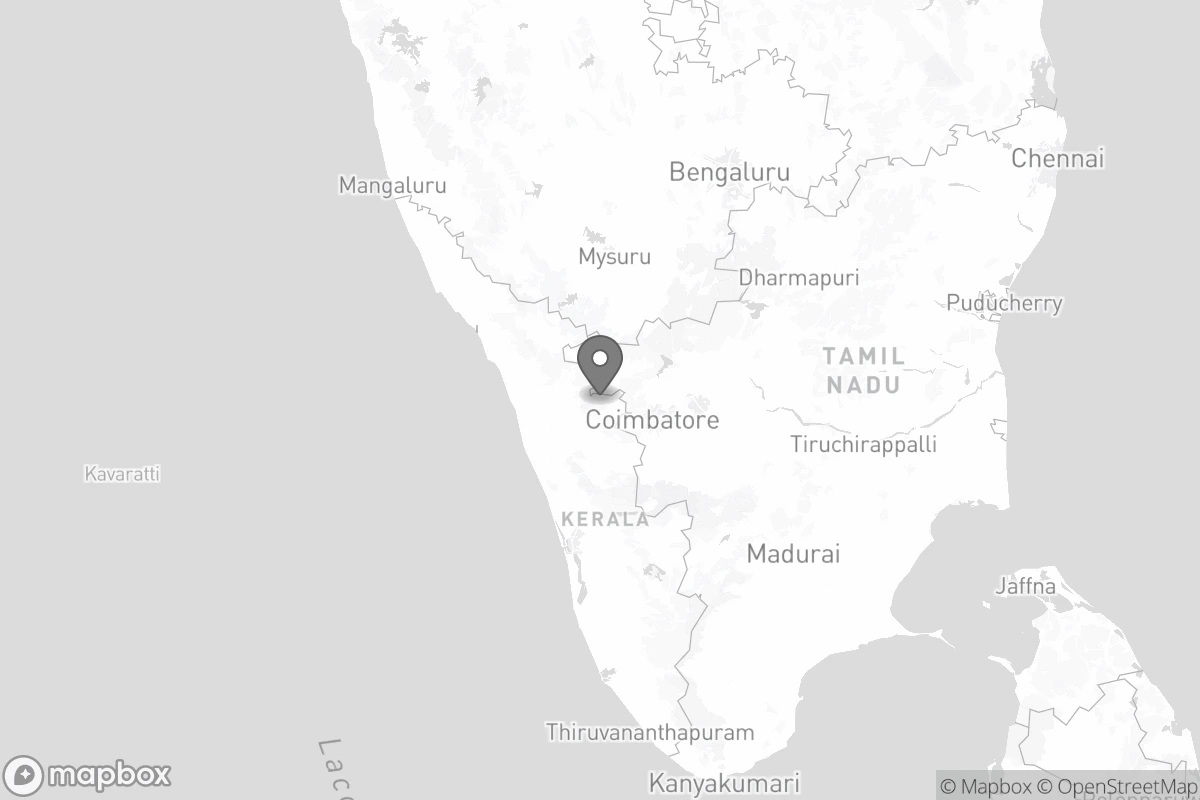 Chennai
Bengaluru
Mangaluru
Mysuru
Dharmapuri
Puducherry
TAMIL
NADU
Coimbatore
Tiruchirappalli
Kavaratti
KERALA
Madurai
Jaffna
Thiruvananthapuram
Kanyakumari
mapbox
© Mapbox © OpenStreetMap